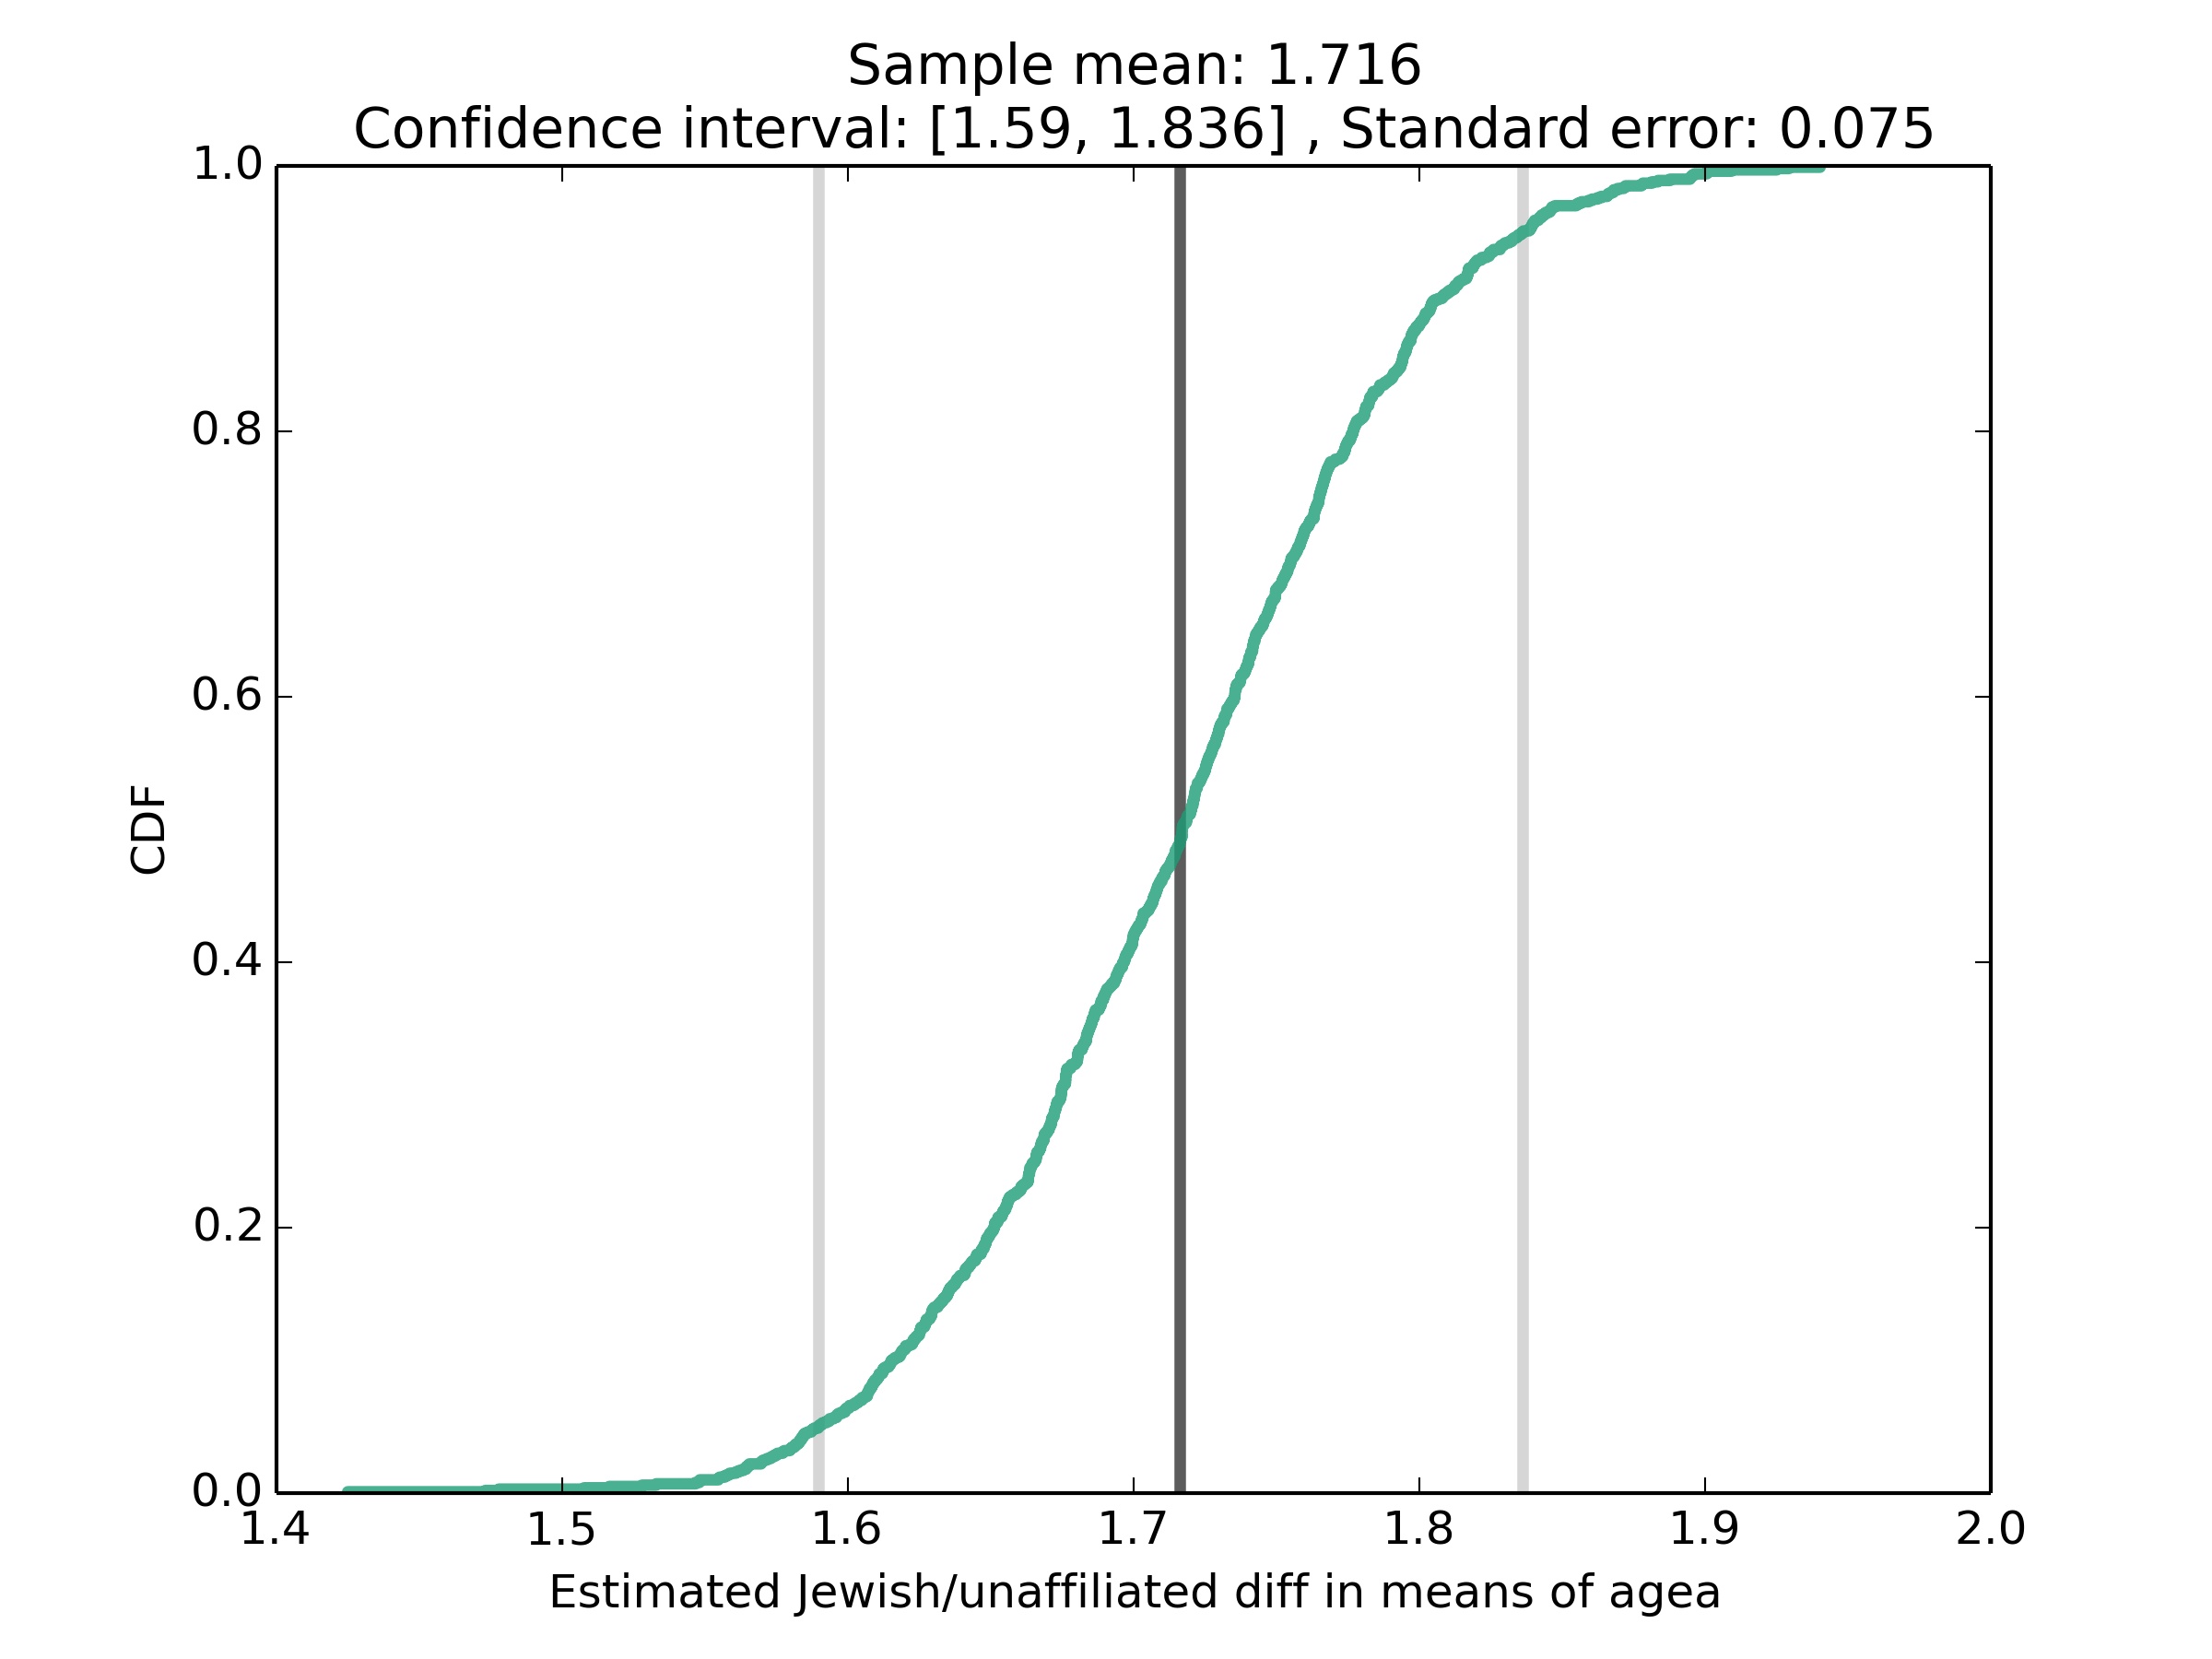 Sample mean: 1.716
Confidence interval: [1.59, 1.836] , Standard error: 0.075
1.0
0.8
0.6
0.4
0.2
0.0
CDF
1.4 1.5 1.6 1.7 1.8 1.9 2.0
Estimated Jewish/unaffiliated diff in means of agea